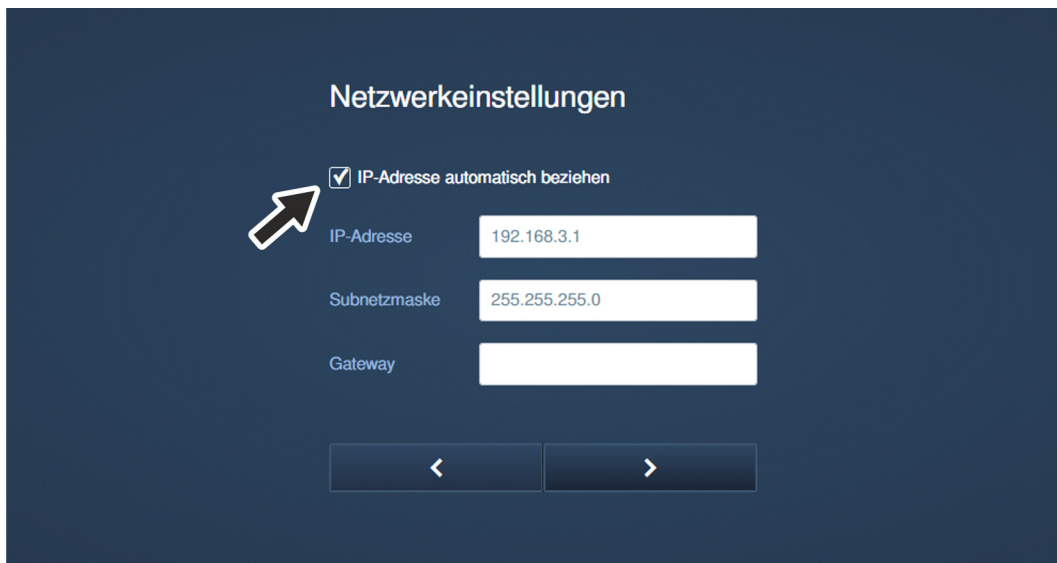 Netzwerkeinstellungen
IP-Adresse automatisch beziehen
IP-Adresse 192.168.3.1
Subnetzmaske 255.255.255.0
Gateway